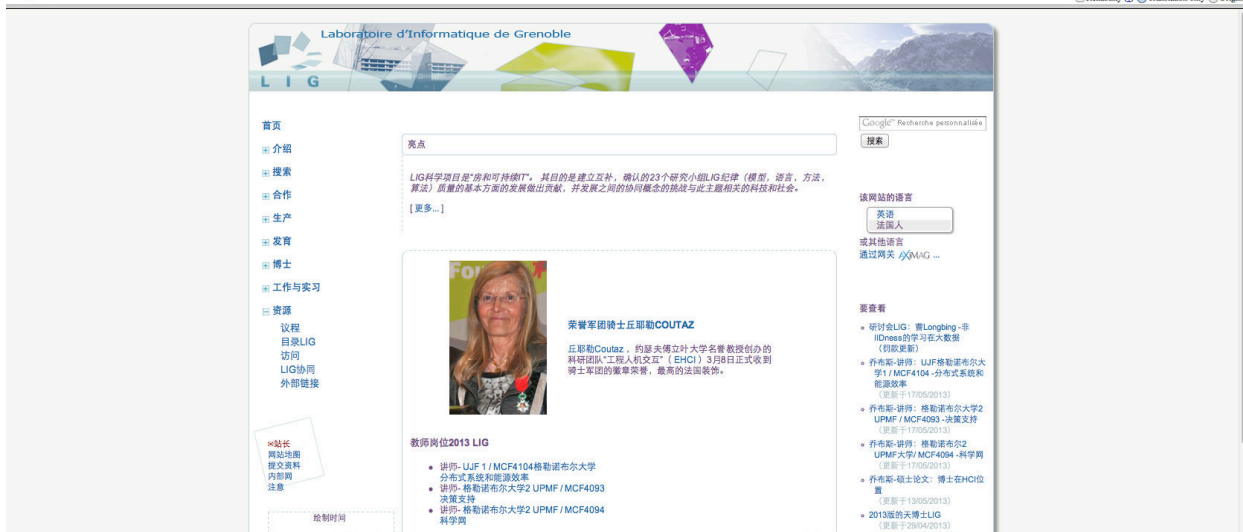 Laboratoire d'Informatique de Grenoble
L I G
首页
介绍
搜索
合作
生产
发育
博士
工作与实习
资源
议程
目录LIG
访问
LIG协同
外部链接
✉站长
网站地图
提交资料
内部网
注意
绘制时间
亮点
LIG科学项目是"房和可持续IT"。 其目的是建立互补，确认的23个研究小组LIG纪律（模型，语言，方法，
算法）质量的基本方面的发展做出贡献，并发展之间的协同概念的挑战与此主题相关的科技和社会。
[ 更多... ]
荣誉军团骑士丘耶勒COUTAZ
丘耶勒Coutaz ，约瑟夫傅立叶大学名誉教授创办的
科研团队"工程人机交互"（ EHCI ）3月8日正式收到
骑士军团的徽章荣誉，最高的法国装饰。
教师岗位2013 LIG
讲师- UJF 1 / MCF4104格勒诺布尔大学
分布式系统和能源效率
讲师- 格勒诺布尔大学2 UPMF / MCF4093
决策支持
讲师- 格勒诺布尔大学2 UPMF / MCF4094
科学网
Google™ Recherche personnalisée
搜索
该网站的语言
英语
法国人
或其他语言
通过网关 AXiMAG ...
要查看
研讨会LIG：曹Longbing -非
IIDness的学习在大数据
（罚款更新）
乔布斯-讲师：UJF格勒诺布尔大
学1 / MCF4104 -分布式系统和
能源效率
（更新于17/05/2013）
乔布斯-讲师：格勒诺布尔大学2
UPMF / MCF4093 -决策支持
（更新于17/05/2013）
乔布斯-讲师：格勒诺布尔2
UPMF大学/ MCF4094 -科学网
（更新于17/05/2013）
乔布斯-硕士论文：博士在HCI位
置
（更新于13/05/2013）
2013版的天博士LIG
（更新于29/04/2013）